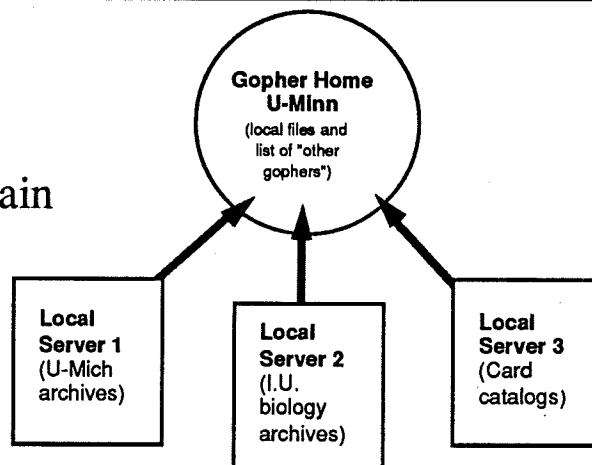 Gopher Home
U-Minn
(local files and
list of "other
gophers")
ain
Local
Server 1
(U-Mich
archives)
Local
Server 2
(I.U.
biology
archives)
Local
Server 3
(Card
catalogs)